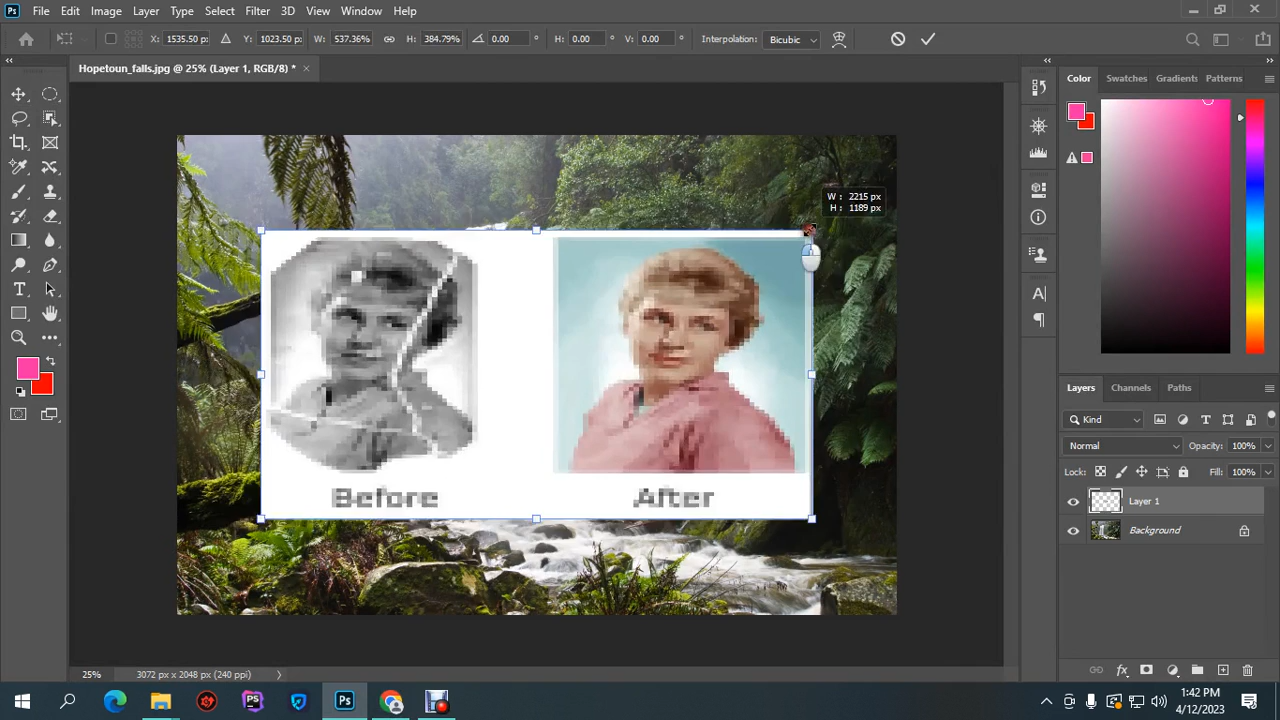 Ps File Edit Image Layer Type Select Filter 3D View Window Help
X: 1535.50 px Y: 1023.50 px W: 537.36% H: 384.79% 0.00 ° H: 0.00 ° V: 0.00 ° Interpolation: Bicubic
Hopetoun_falls.jpg @ 25% (Layer 1, RGB/8) * ×
Color Swatches Gradients Patterns
W : 2215 px
H : 1189 px
Before After
Layers Channels Paths
Kind
Normal Opacity: 100%
Lock: Fill: 100%
Layer 1
Background
25% 3072 px x 2048 px (240 ppi)
1:42 PM
4/12/2023